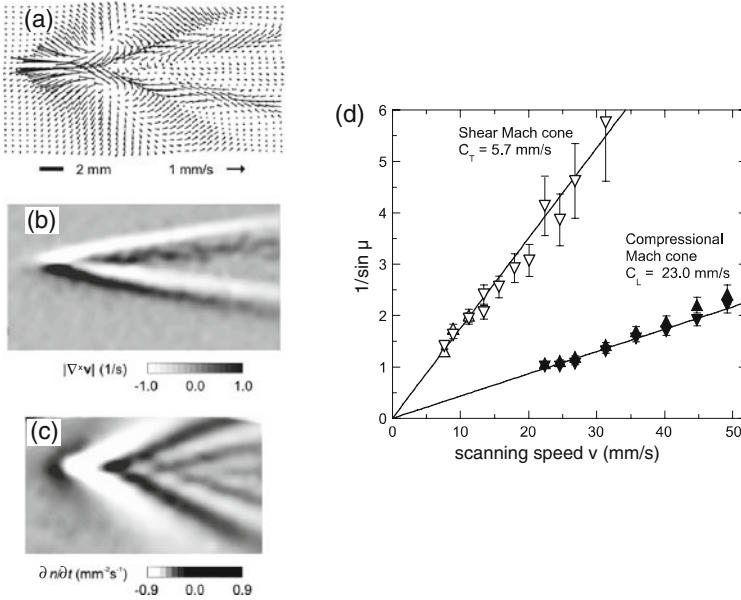 (a)
2 mm 1 mm/s
(b)
|∇ˣv| (1/s)
-1.0 0.0 1.0
(c)
∂n/∂t (mm⁻²s⁻¹)
-0.9 0.0 0.9
(d)
Shear Mach cone
C_T = 5.7 mm/s
Compressional
Mach cone
C_L = 23.0 mm/s
1/sin μ
6
5
4
3
2
1
0
0 10 20 30 40 50
scanning speed v (mm/s)